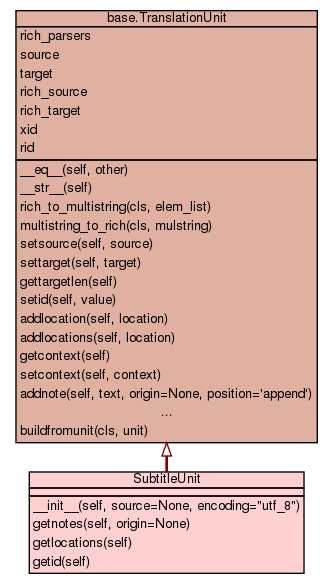 base.TranslationUnit
rich_parsers
source
target
rich_source
rich_target
xid
rid
__eq__(self, other)
__str__(self)
rich_to_multistring(cls, elem_list)
multistring_to_rich(cls, mulstring)
setsource(self, source)
settarget(self, target)
gettargetlen(self)
setid(self, value)
addlocation(self, location)
addlocations(self, location)
getcontext(self)
setcontext(self, context)
addnote(self, text, origin=None, position='append')
...
buildfromunit(cls, unit)
SubtitleUnit
__init__(self, source=None, encoding="utf_8")
getnotes(self, origin=None)
getlocations(self)
getid(self)